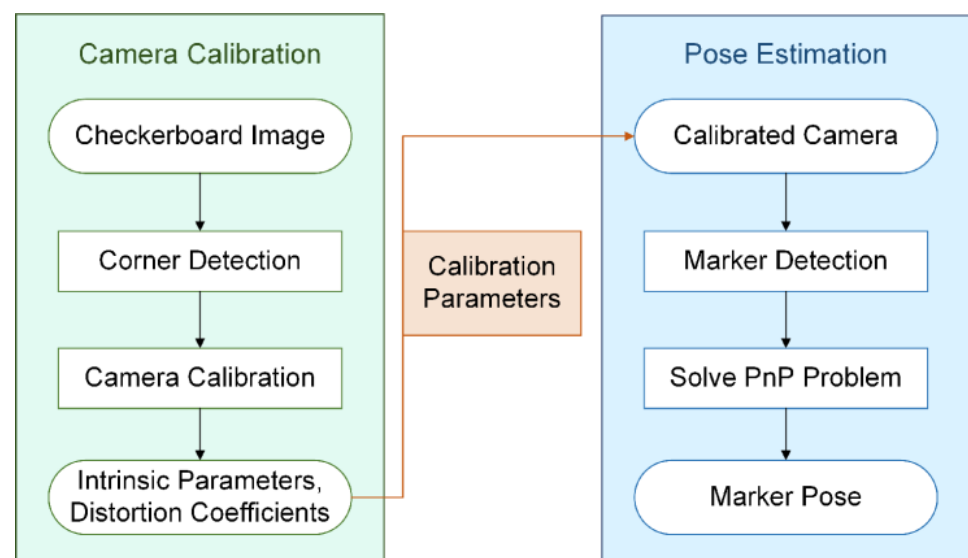 Camera Calibration
Checkerboard Image
Corner Detection
Camera Calibration
Intrinsic Parameters,
Distortion Coefficients
Calibration
Parameters
Pose Estimation
Calibrated Camera
Marker Detection
Solve PnP Problem
Marker Pose